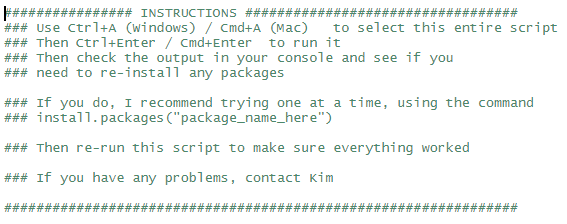 ################ INSTRUCTIONS ##################################
### Use Ctrl+A (Windows) / Cmd+A (Mac)   to select this entire script
### Then Ctrl+Enter / Cmd+Enter  to run it
### Then check the output in your console and see if you
### need to re-install any packages
### If you do, I recommend trying one at a time, using the command
### install.packages("package_name_here")
### Then re-run this script to make sure everything worked
### If you have any problems, contact Kim
################################################################